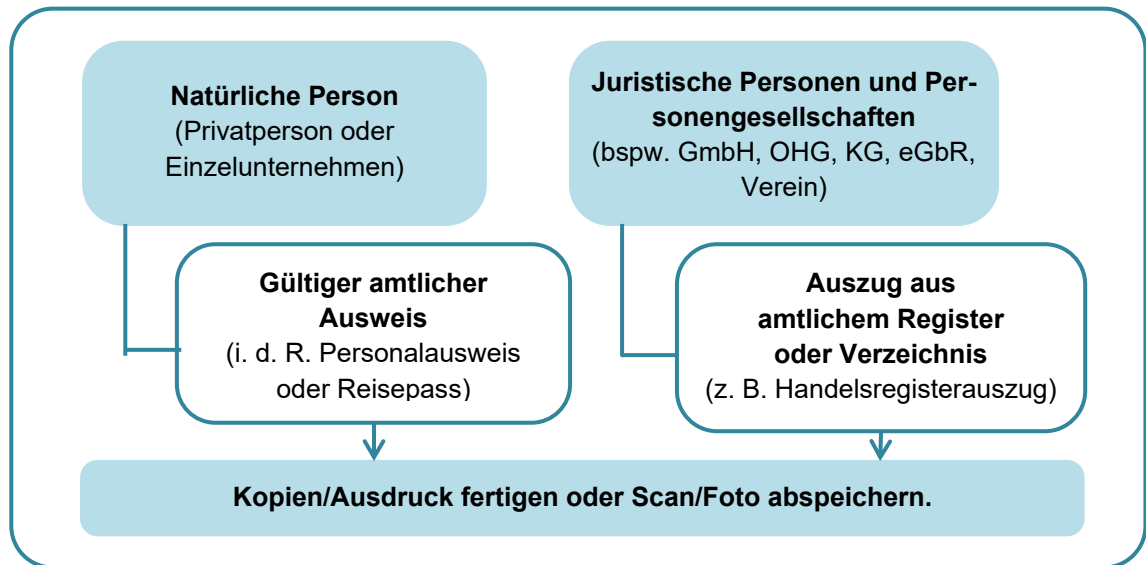 Natürliche Person
(Privatperson oder
Einzelunternehmen)
Juristische Personen und Per-
sonengesellschaften
(bspw. GmbH, OHG, KG, eGbR,
Verein)
Gültiger amtlicher
Ausweis
(i. d. R. Personalausweis
oder Reisepass)
Auszug aus
amtlichem Register
oder Verzeichnis
(z. B. Handelsregisterauszug)
Kopien/Ausdruck fertigen oder Scan/Foto abspeichern.